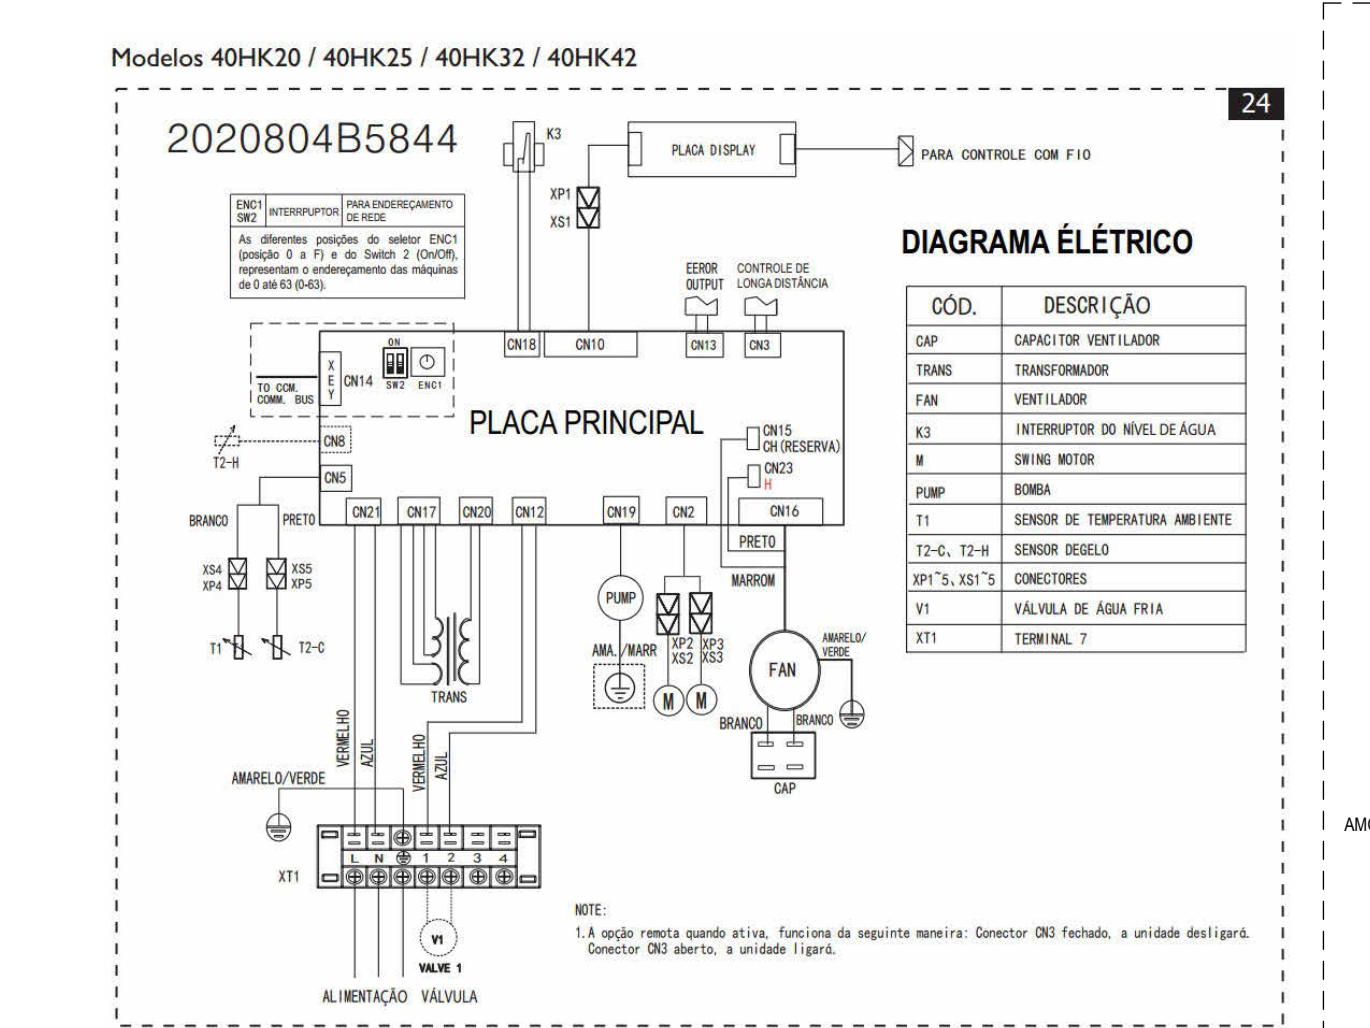 Modelos 40HK20 / 40HK25 / 40HK32 / 40HK42
24
2020804B5844
K3
PLACA DISPLAY
PARA CONTROLE COM FIO
XP1
XS1
ENC1
SW2
INTERRPUPTOR
PARA ENDEREÇAMENTO
DE REDE
As diferentes posições do seletor ENC1
(posição 0 a F) e do Switch 2 (On/Off),
representam o endereçamento das máquinas
de 0 até 63 (0-63).
DIAGRAMA ÉLÉTRICO
EEROR
OUTPUT
CONTROLE DE
LONGA DISTÂNCIA
CÓD. DESCRIÇÃO
CAP CAPACITOR VENTILADOR
TRANS TRANSFORMADOR
FAN VENTILADOR
K3 INTERRUPTOR DO NÍVEL DE ÁGUA
M SWING MOTOR
PUMP BOMBA
T1 SENSOR DE TEMPERATURA AMBIENTE
T2-C、T2-H SENSOR DEGELO
XP1~5、XS1~5 CONECTORES
V1 VÁLVULA DE ÁGUA FRIA
XT1 TERMINAL 7
CN18
CN10
CN13
CN3
X
E
Y
CN14
ON
SW2
ENC1
TO CCM.
COMM. BUS
PLACA PRINCIPAL
CN15
CH (RESERVA)
CN23
H
CN8
T2-H
CN5
CN21
CN17
CN20
CN12
CN19
CN2
CN16
BRANCO
PRETO
PRETO
MARROM
XS4
XP4
XS5
XP5
T1
T2-C
PUMP
AMA./MARR
XP2
XS2
XP3
XS3
M
M
TRANS
FAN
AMARELO/
VERDE
BRANCO
BRANCO
CAP
VERMELHO
AZUL
VERMELHO
AZUL
AMARELO/VERDE
XT1
L N 1 2 3 4
V1
VALVE 1
ALIMENTAÇÃO VÁLVULA
NOTE:
1. A opção remota quando ativa, funciona da seguinte maneira: Conector CN3 fechado, a unidade desligará.
Conector CN3 aberto, a unidade ligará.